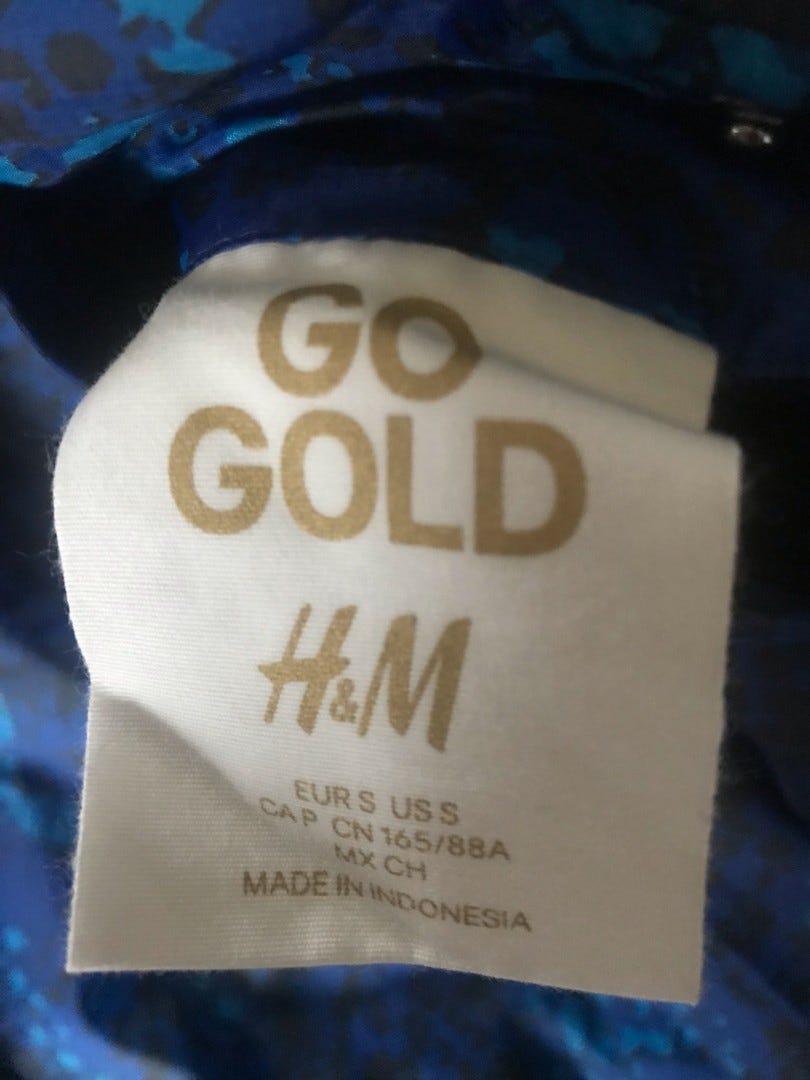 GO
GOLD
H&M
EUR S US S
CA P CN 165/88A
MX CH
MADE IN INDONESIA